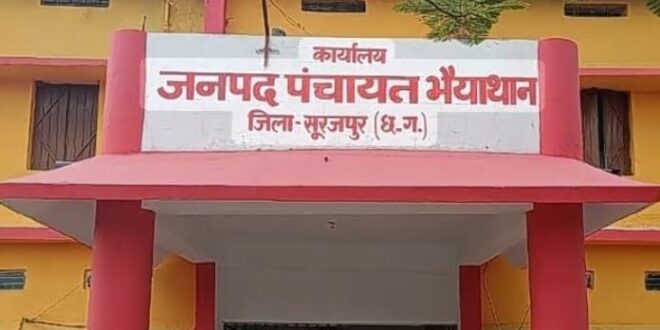 कार्यालय
जनपद पंचायत भैयाथान
जिला-सूरजपुर (छ.ग.)